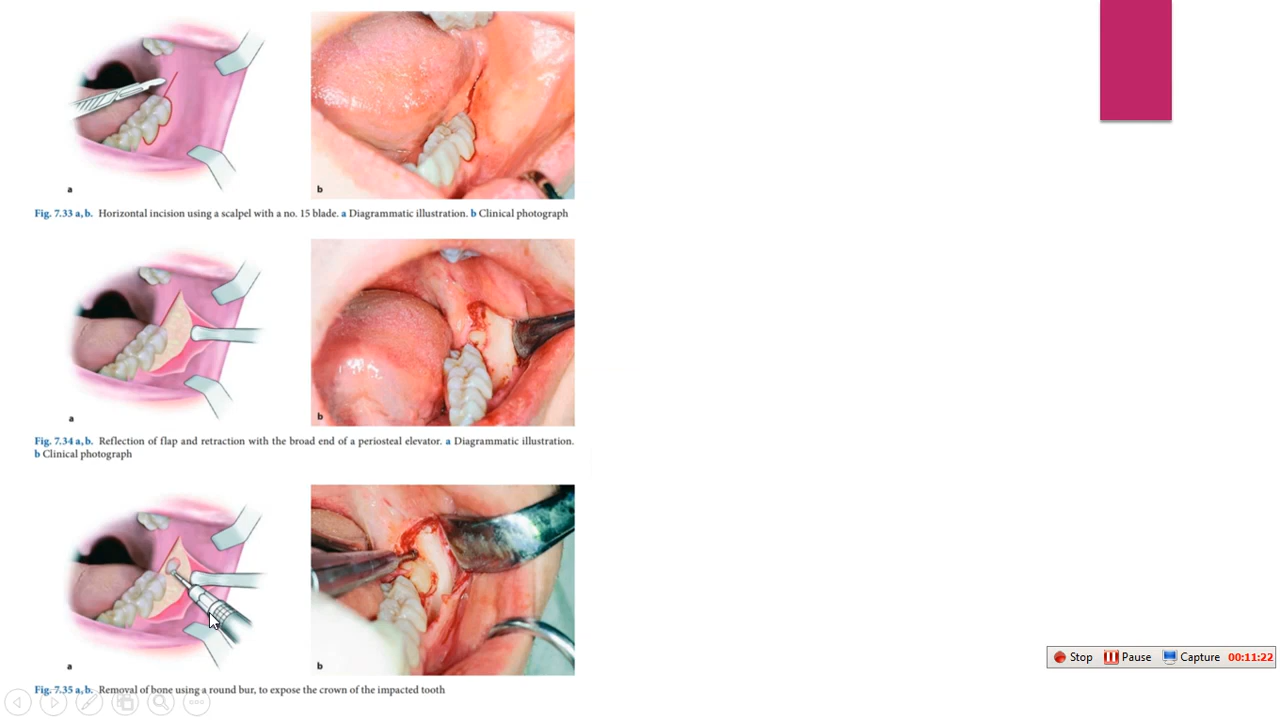 a
b
Fig. 7.33 a, b. Horizontal incision using a scalpel with a no. 15 blade. a Diagrammatic illustration. b Clinical photograph
a
b
Fig. 7.34 a, b. Reflection of flap and retraction with the broad end of a periosteal elevator. a Diagrammatic illustration.
b Clinical photograph
a
b
Fig. 7.35 a, b. Removal of bone using a round bur, to expose the crown of the impacted tooth
Stop Pause Capture 00:11:22